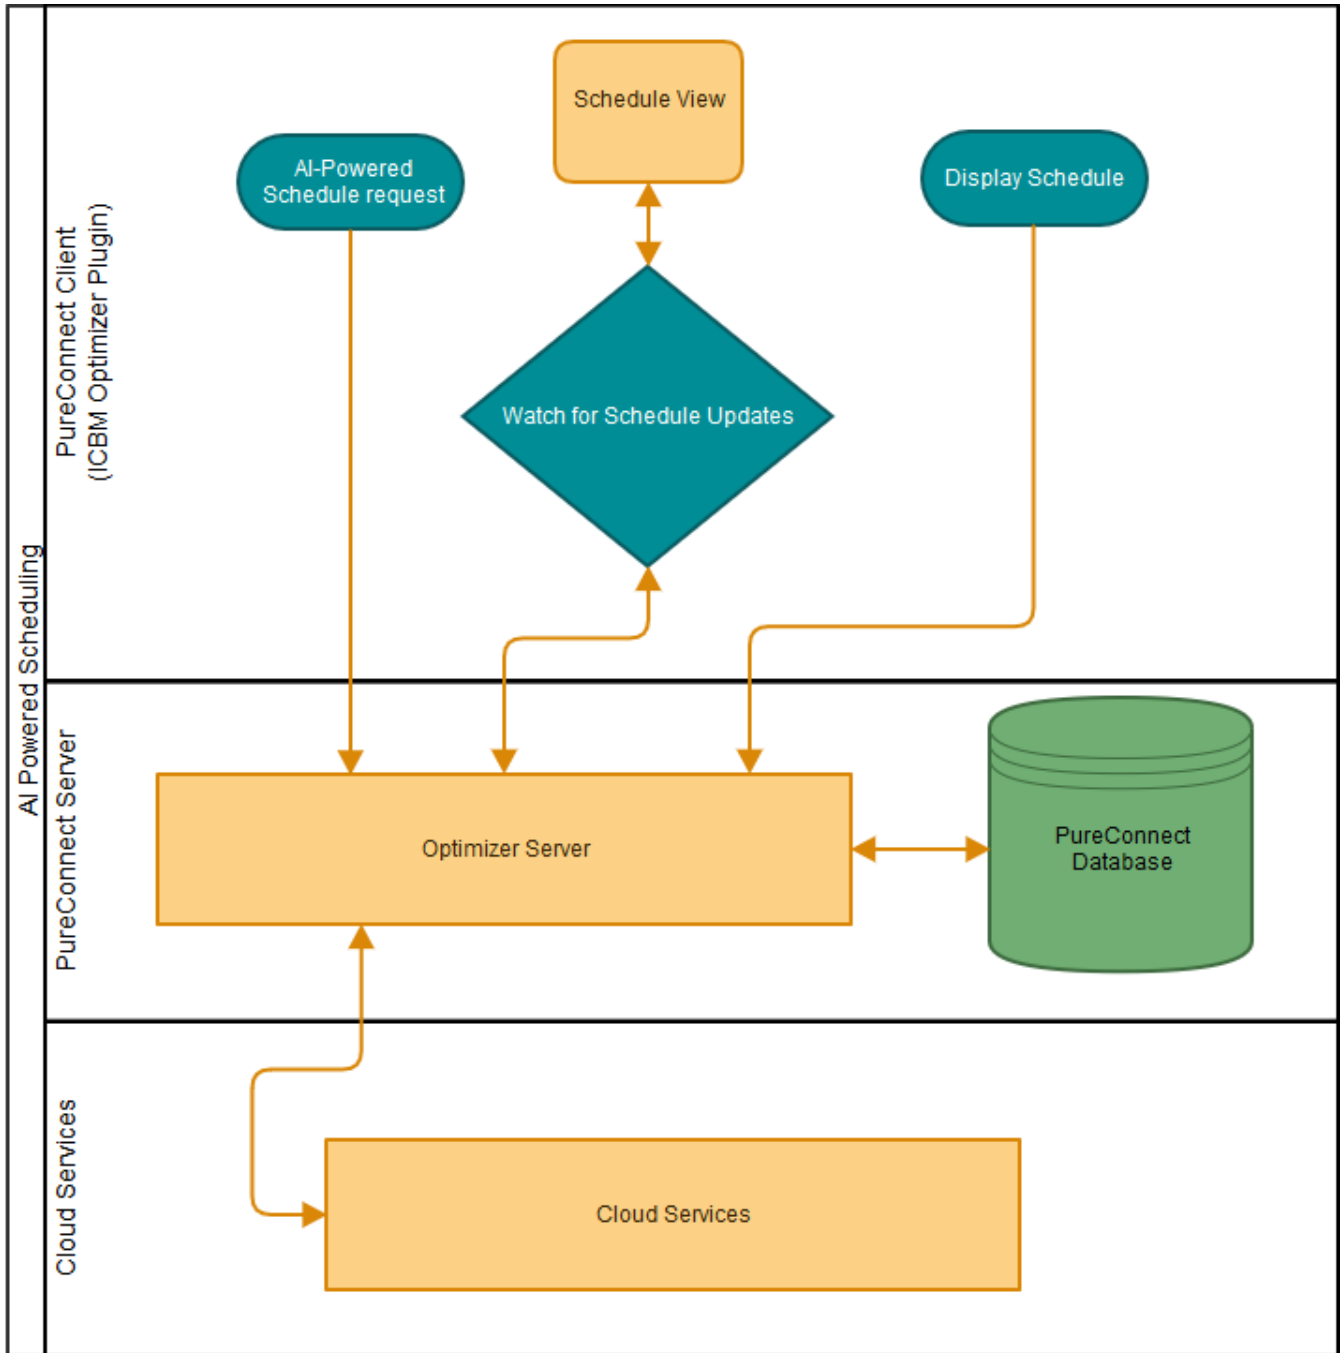 AI Powered Scheduling
PureConnect Client
(ICBM Optimizer Plugin)
Schedule View
AI-Powered
Schedule request
Display Schedule
Watch for Schedule Updates
PureConnect Server
Optimizer Server
PureConnect
Database
Cloud Services
Cloud Services